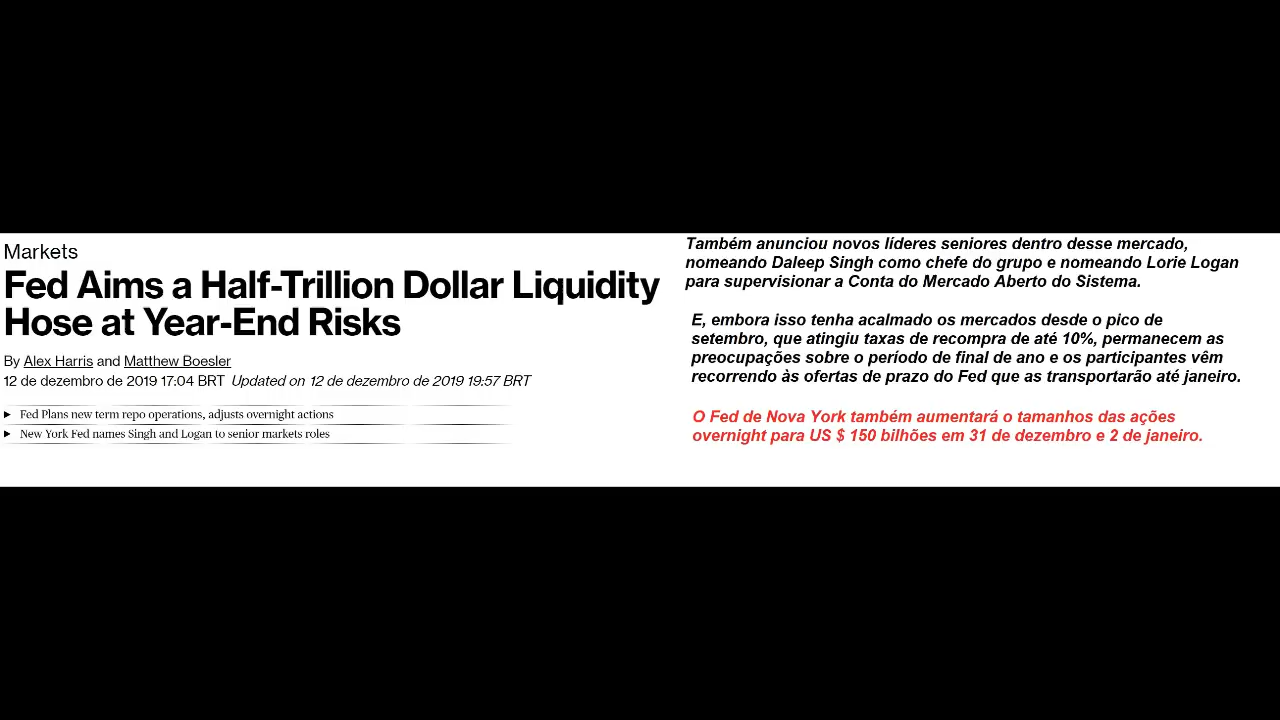 Markets
Fed Aims a Half-Trillion Dollar Liquidity
Hose at Year-End Risks
By Alex Harris and Matthew Boesler
12 de dezembro de 2019 17:04 BRT Updated on 12 de dezembro de 2019 19:57 BRT
Fed Plans new term repo operations, adjusts overnight actions
New York Fed names Singh and Logan to senior markets roles
Também anunciou novos líderes seniores dentro desse mercado,
nomeando Daleep Singh como chefe do grupo e nomeando Lorie Logan
para supervisionar a Conta do Mercado Aberto do Sistema.
E, embora isso tenha acalmado os mercados desde o pico de
setembro, que atingiu taxas de recompra de até 10%, permanecem as
preocupações sobre o período de final de ano e os participantes vêm
recorrendo às ofertas de prazo do Fed que as transportarão até janeiro.
O Fed de Nova York também aumentará o tamanhos das ações
overnight para US $ 150 bilhões em 31 de dezembro e 2 de janeiro.